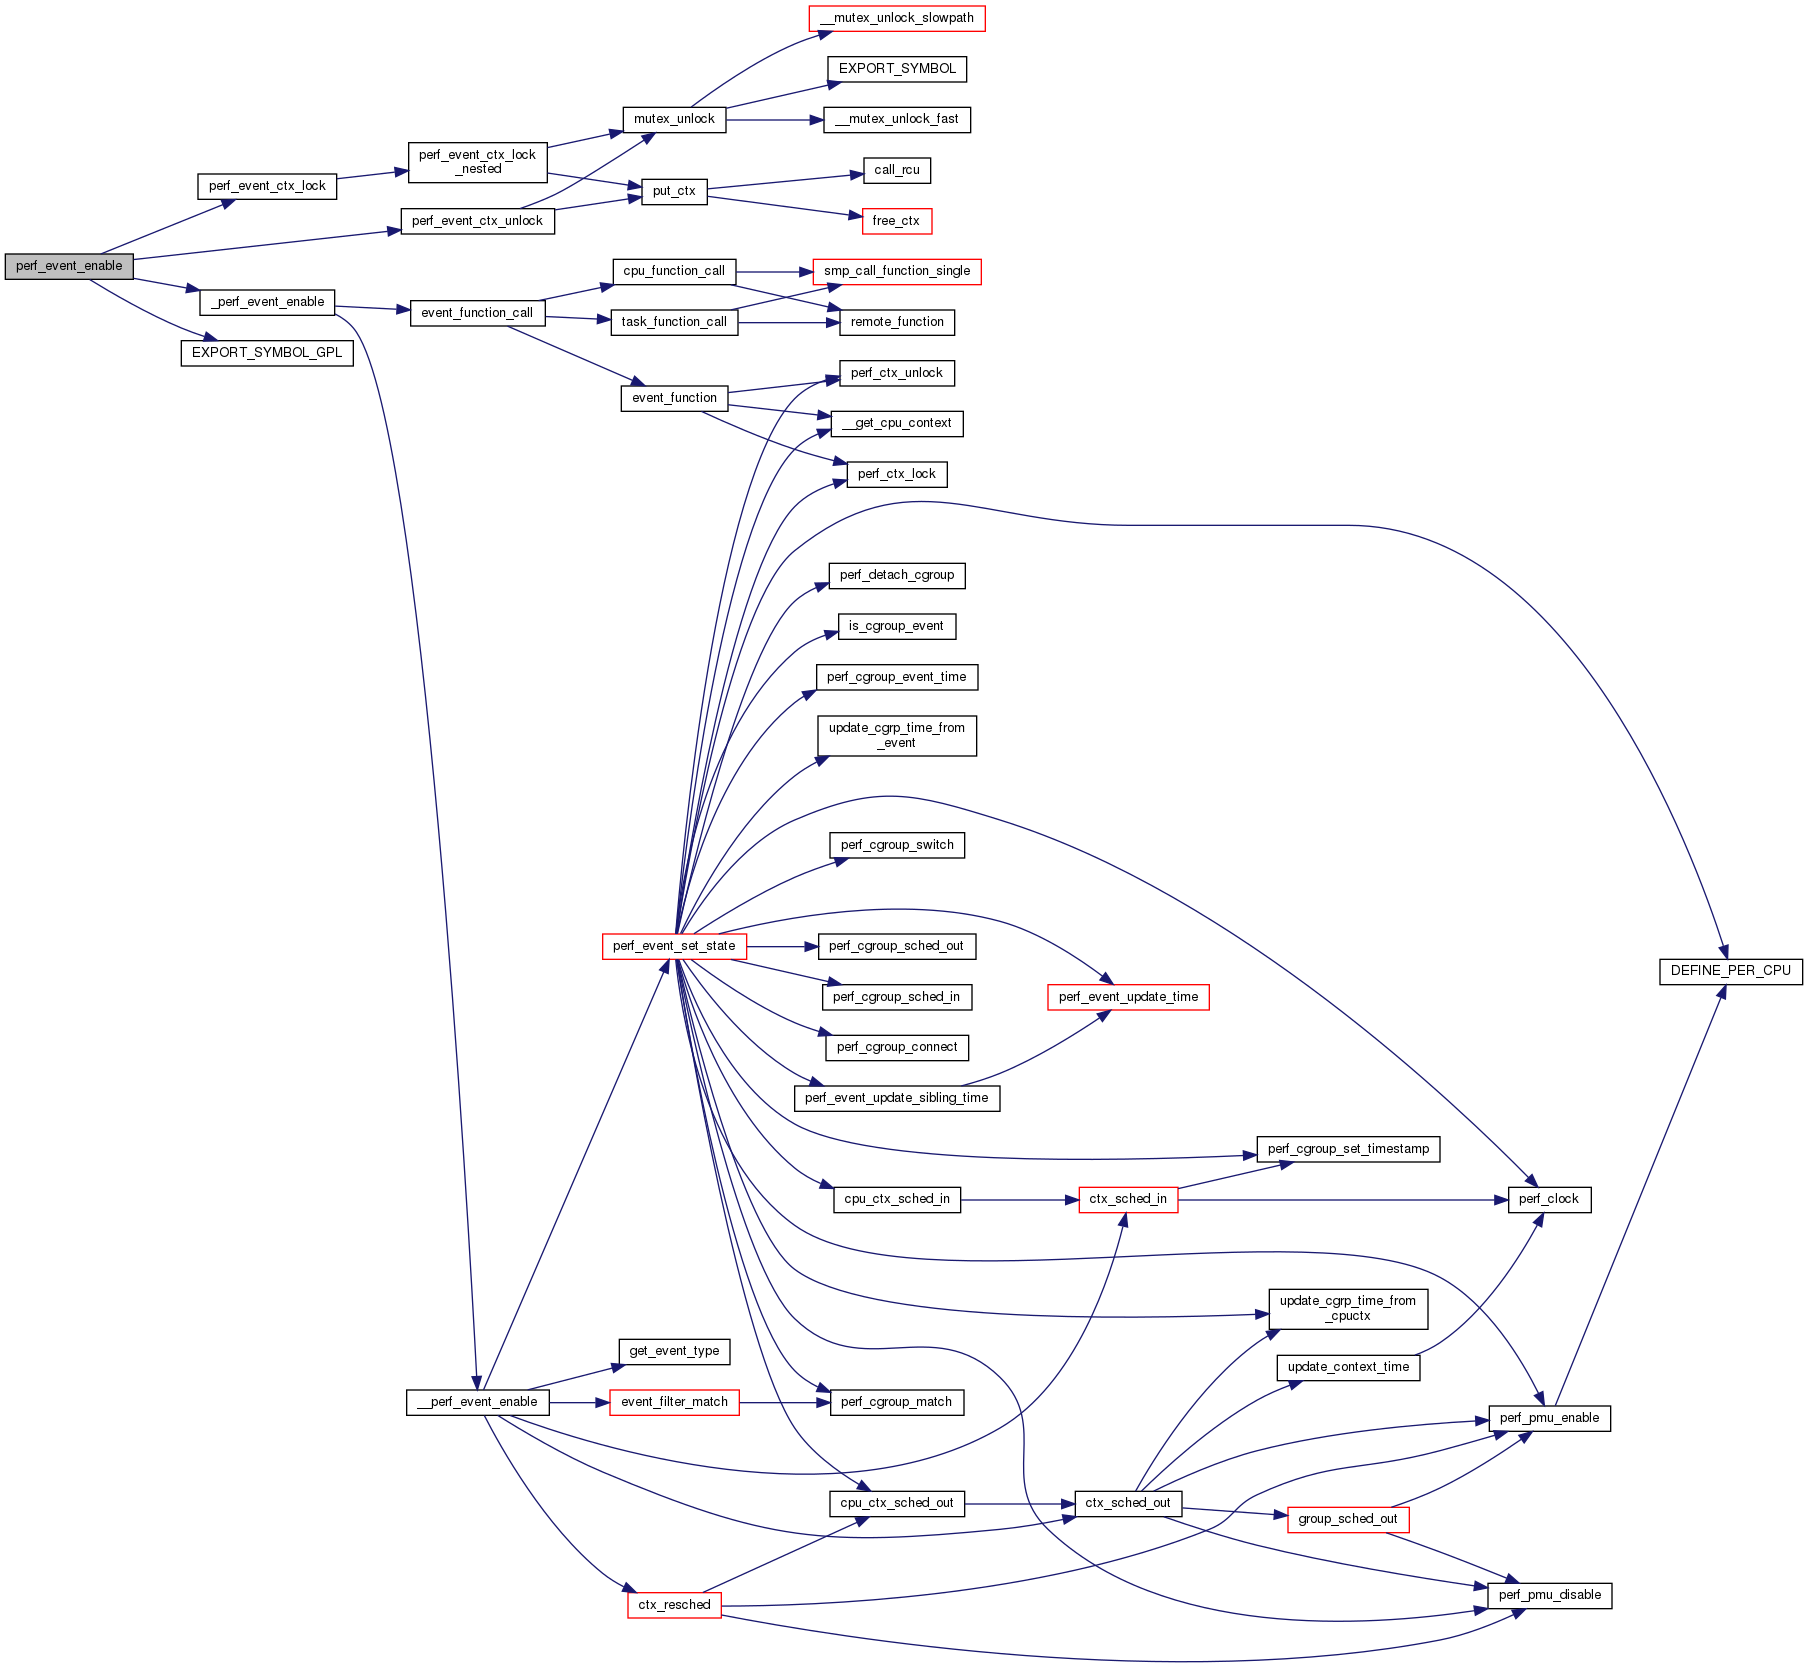 __mutex_unlock_slowpath
EXPORT_SYMBOL
mutex_unlock
__mutex_unlock_fast
perf_event_ctx_lock
_nested
call_rcu
perf_event_ctx_lock
put_ctx
perf_event_ctx_unlock
free_ctx
perf_event_enable
cpu_function_call
smp_call_function_single
_perf_event_enable
event_function_call
task_function_call
remote_function
EXPORT_SYMBOL_GPL
perf_ctx_unlock
event_function
__get_cpu_context
perf_ctx_lock
perf_detach_cgroup
is_cgroup_event
perf_cgroup_event_time
update_cgrp_time_from
_event
perf_cgroup_switch
perf_event_set_state
perf_cgroup_sched_out
DEFINE_PER_CPU
perf_cgroup_sched_in
perf_event_update_time
perf_cgroup_connect
perf_event_update_sibling_time
perf_cgroup_set_timestamp
cpu_ctx_sched_in
ctx_sched_in
perf_clock
update_cgrp_time_from
_cpuctx
get_event_type
update_context_time
__perf_event_enable
event_filter_match
perf_cgroup_match
perf_pmu_enable
cpu_ctx_sched_out
ctx_sched_out
group_sched_out
ctx_resched
perf_pmu_disable